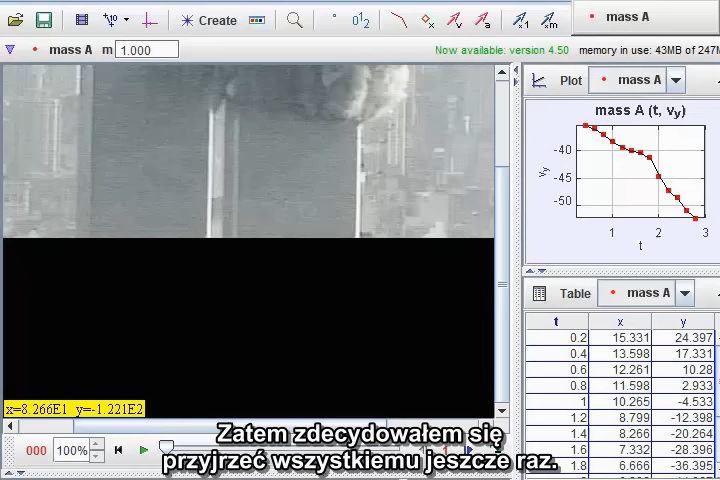 Create
mass A
mass A m 1.000
Now available: version 4.50 memory in use: 43MB of 247M
Plot mass A
mass A (t, vy)
-40
-45
-50
vy
1 2 3
t
Table mass A
t x y
0.2 15.331 24.397
0.4 13.598 17.331
0.6 12.261 10.28
0.8 11.598 2.933
1 10.265 -4.533
1.2 8.799 -12.398
1.4 8.266 -20.264
1.6 7.332 -28.396
1.8 6.666 -36.395
x=8.266E1 y=-1.221E2
000 100%
Zatem zdecydowałem się
przyjrzeć wszystkiemu jeszcze raz.